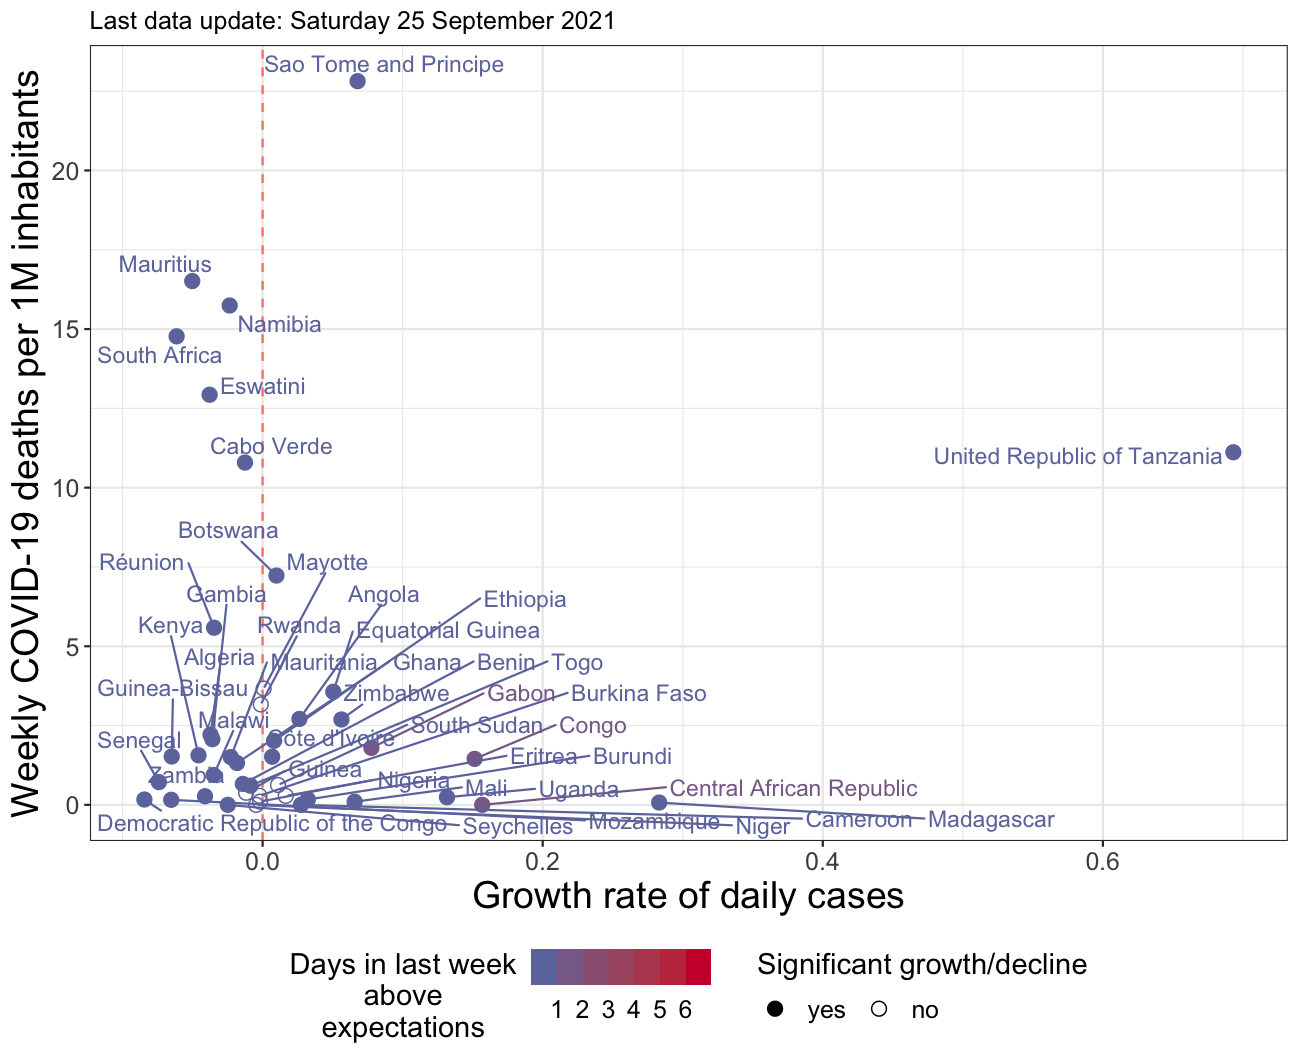 Last data update: Saturday 25 September 2021
Weekly COVID-19 deaths per 1M inhabitants
20
15
10
5
0
Sao Tome and Principe
Mauritius
Namibia
South Africa
Eswatini
Cabo Verde
United Republic of Tanzania
Botswana
Réunion
Mayotte
Gambia
Angola
Ethiopia
Kenya
Rwanda
Equatorial Guinea
Algeria
Mauritania
Ghana
Benin
Togo
Guinea-Bissau
Zimbabwe
Gabon
Burkina Faso
Malawi
South Sudan
Congo
Senegal
Côte d'Ivoire
Eritrea
Burundi
Zambia
Guinea
Nigeria
Mali
Uganda
Central African Republic
Democratic Republic of the Congo
Seychelles
Mozambique
Niger
Cameroon
Madagascar
0.0
0.2
0.4
0.6
Growth rate of daily cases
Days in last week
above
expectations
1 2 3 4 5 6
Significant growth/decline
yes
no